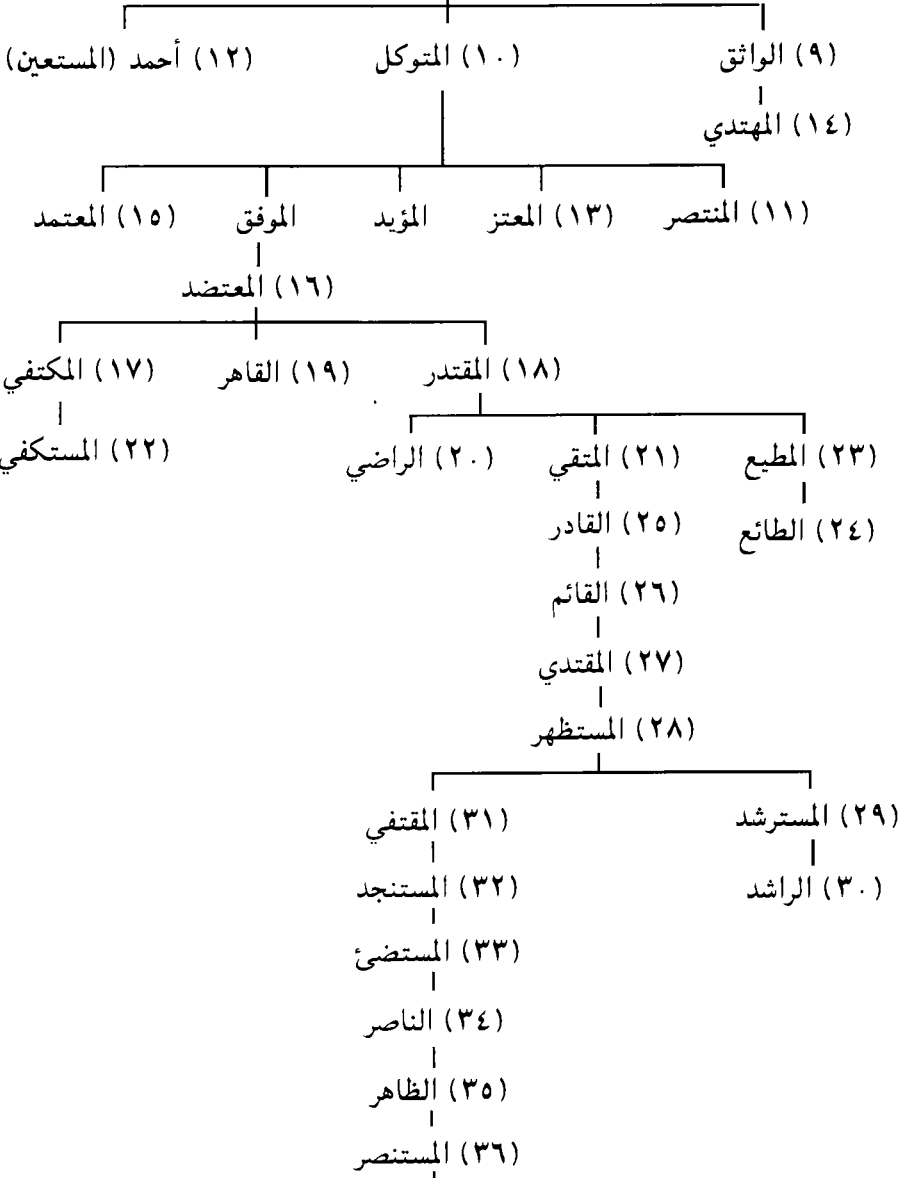 (٩) الواثق (١٠) المتوكل (١٢) أحمد (المستعين)
(١٤) المهتدي
(١١) المنتصر (١٣) المعتز المؤيد الموفق (١٥) المعتمد
(١٦) المعتضد
(١٨) المقتدر (١٩) القاهر (١٧) المكتفي
(٢٣) المطيع (٢١) المتقي (٢٠) الراضي (٢٢) المستكفي
(٢٤) الطائع (٢٥) القادر
(٢٦) القائم
(٢٧) المقتدي
(٢٨) المستظهر
(٢٩) المسترشد (٣١) المقتفي
(٣٠) الراشد (٣٢) المستنجد
(٣٣) المستضئ
(٣٤) الناصر
(٣٥) الظاهر
(٣٦) المستنصر